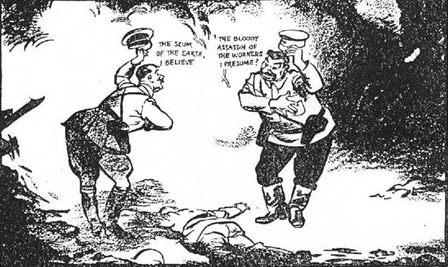 THE SCUM
OF THE EARTH,
I BELIEVE
THE BLOODY
ASSASSIN OF
THE WORKERS
I PRESUME?